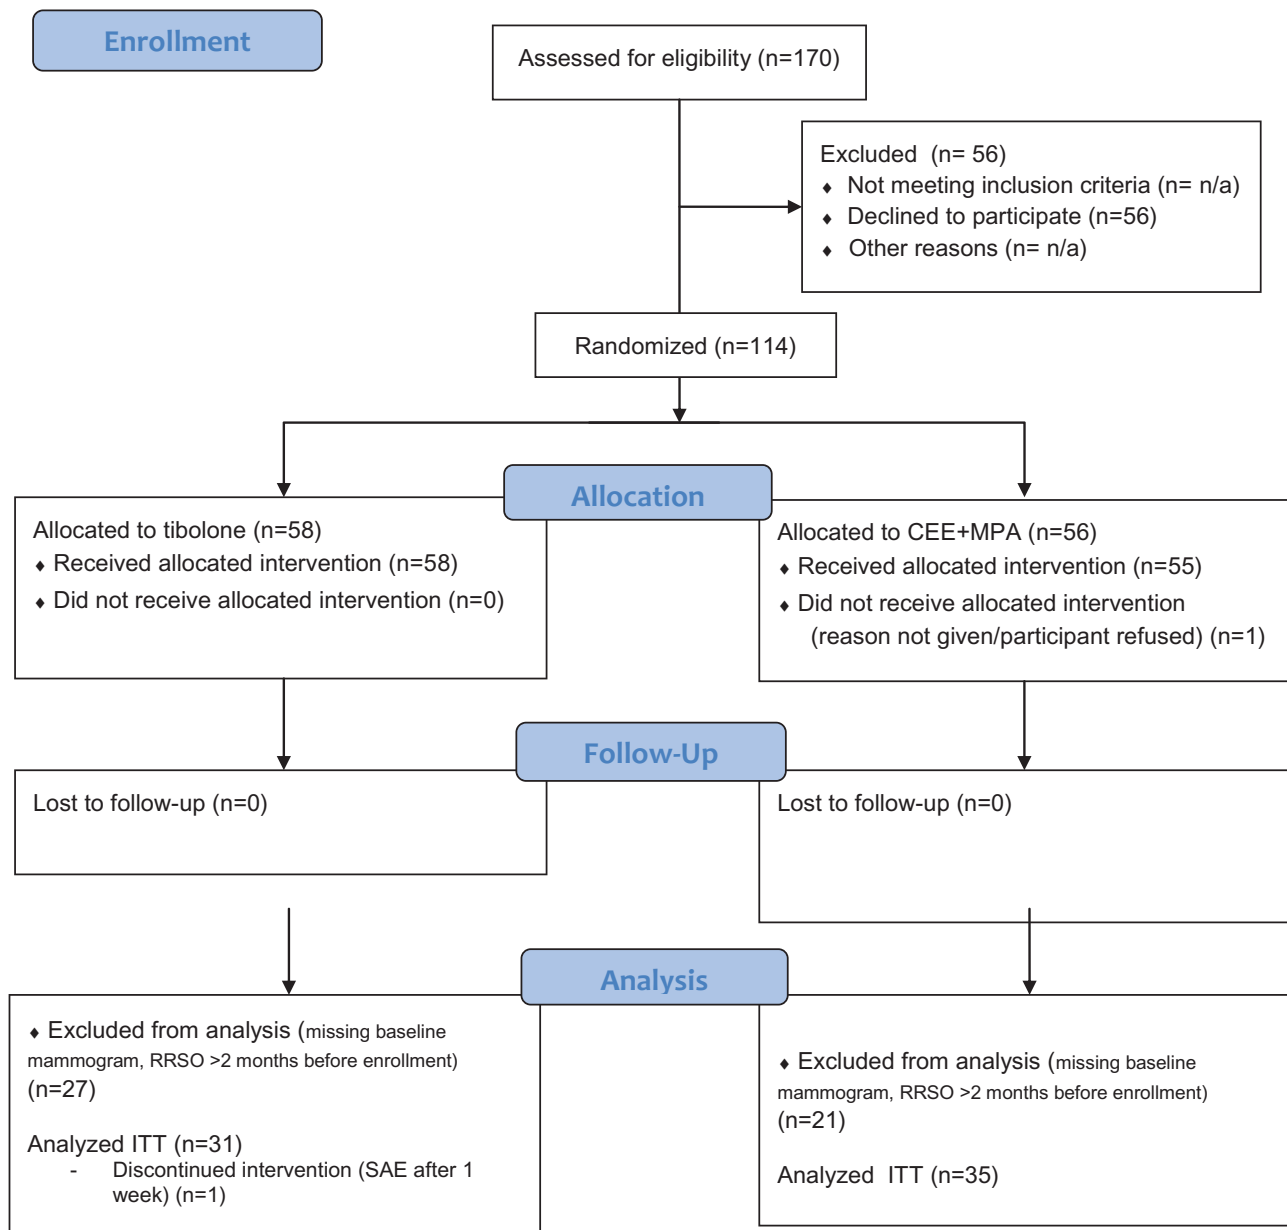 Enrollment
Assessed for eligibility (n=170)
Excluded (n= 56)
♦ Not meeting inclusion criteria (n= n/a)
♦ Declined to participate (n=56)
♦ Other reasons (n= n/a)
Randomized (n=114)
Allocation
Allocated to tibolone (n=58)
♦ Received allocated intervention (n=58)
♦ Did not receive allocated intervention (n=0)
Allocated to CEE+MPA (n=56)
♦ Received allocated intervention (n=55)
♦ Did not receive allocated intervention
(reason not given/participant refused) (n=1)
Follow-Up
Lost to follow-up (n=0)
Lost to follow-up (n=0)
Analysis
♦ Excluded from analysis (missing baseline
mammogram, RRSO >2 months before enrollment)
(n=27)
Analyzed ITT (n=31)
- Discontinued intervention (SAE after 1
week) (n=1)
♦ Excluded from analysis (missing baseline
mammogram, RRSO >2 months before enrollment)
(n=21)
Analyzed ITT (n=35)